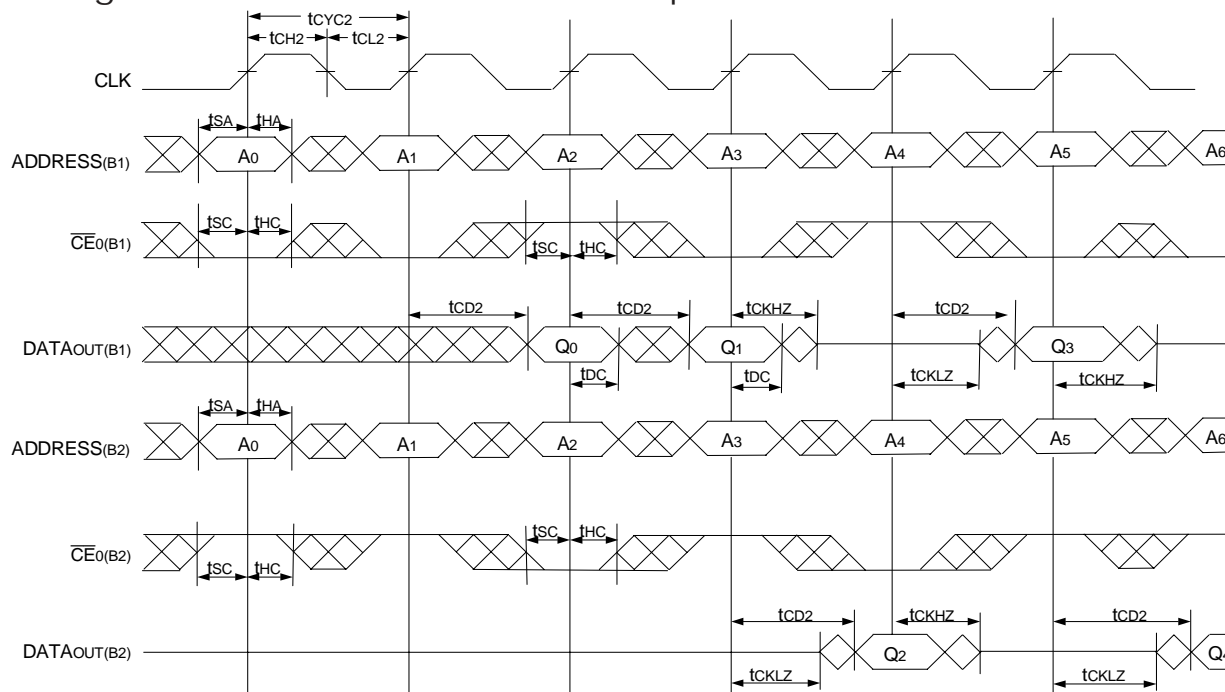 tCYC2
tCH2 tCL2
CLK
tSA tHA
ADDRESS(B1) A0 A1 A2 A3 A4 A5 A6
tSC tHC
CE0(B1)
tSC tHC
tCD2 tCD2 tCKHZ tCD2
DATAOUT(B1) Q0 Q1 Q3
tDC tDC tCKLZ tCKHZ
tSA tHA
ADDRESS(B2) A0 A1 A2 A3 A4 A5 A6
tSC tHC
CE0(B2)
tSC tHC
tCD2 tCKHZ tCD2
DATAOUT(B2) Q2 Q4
tCKLZ tCKLZ